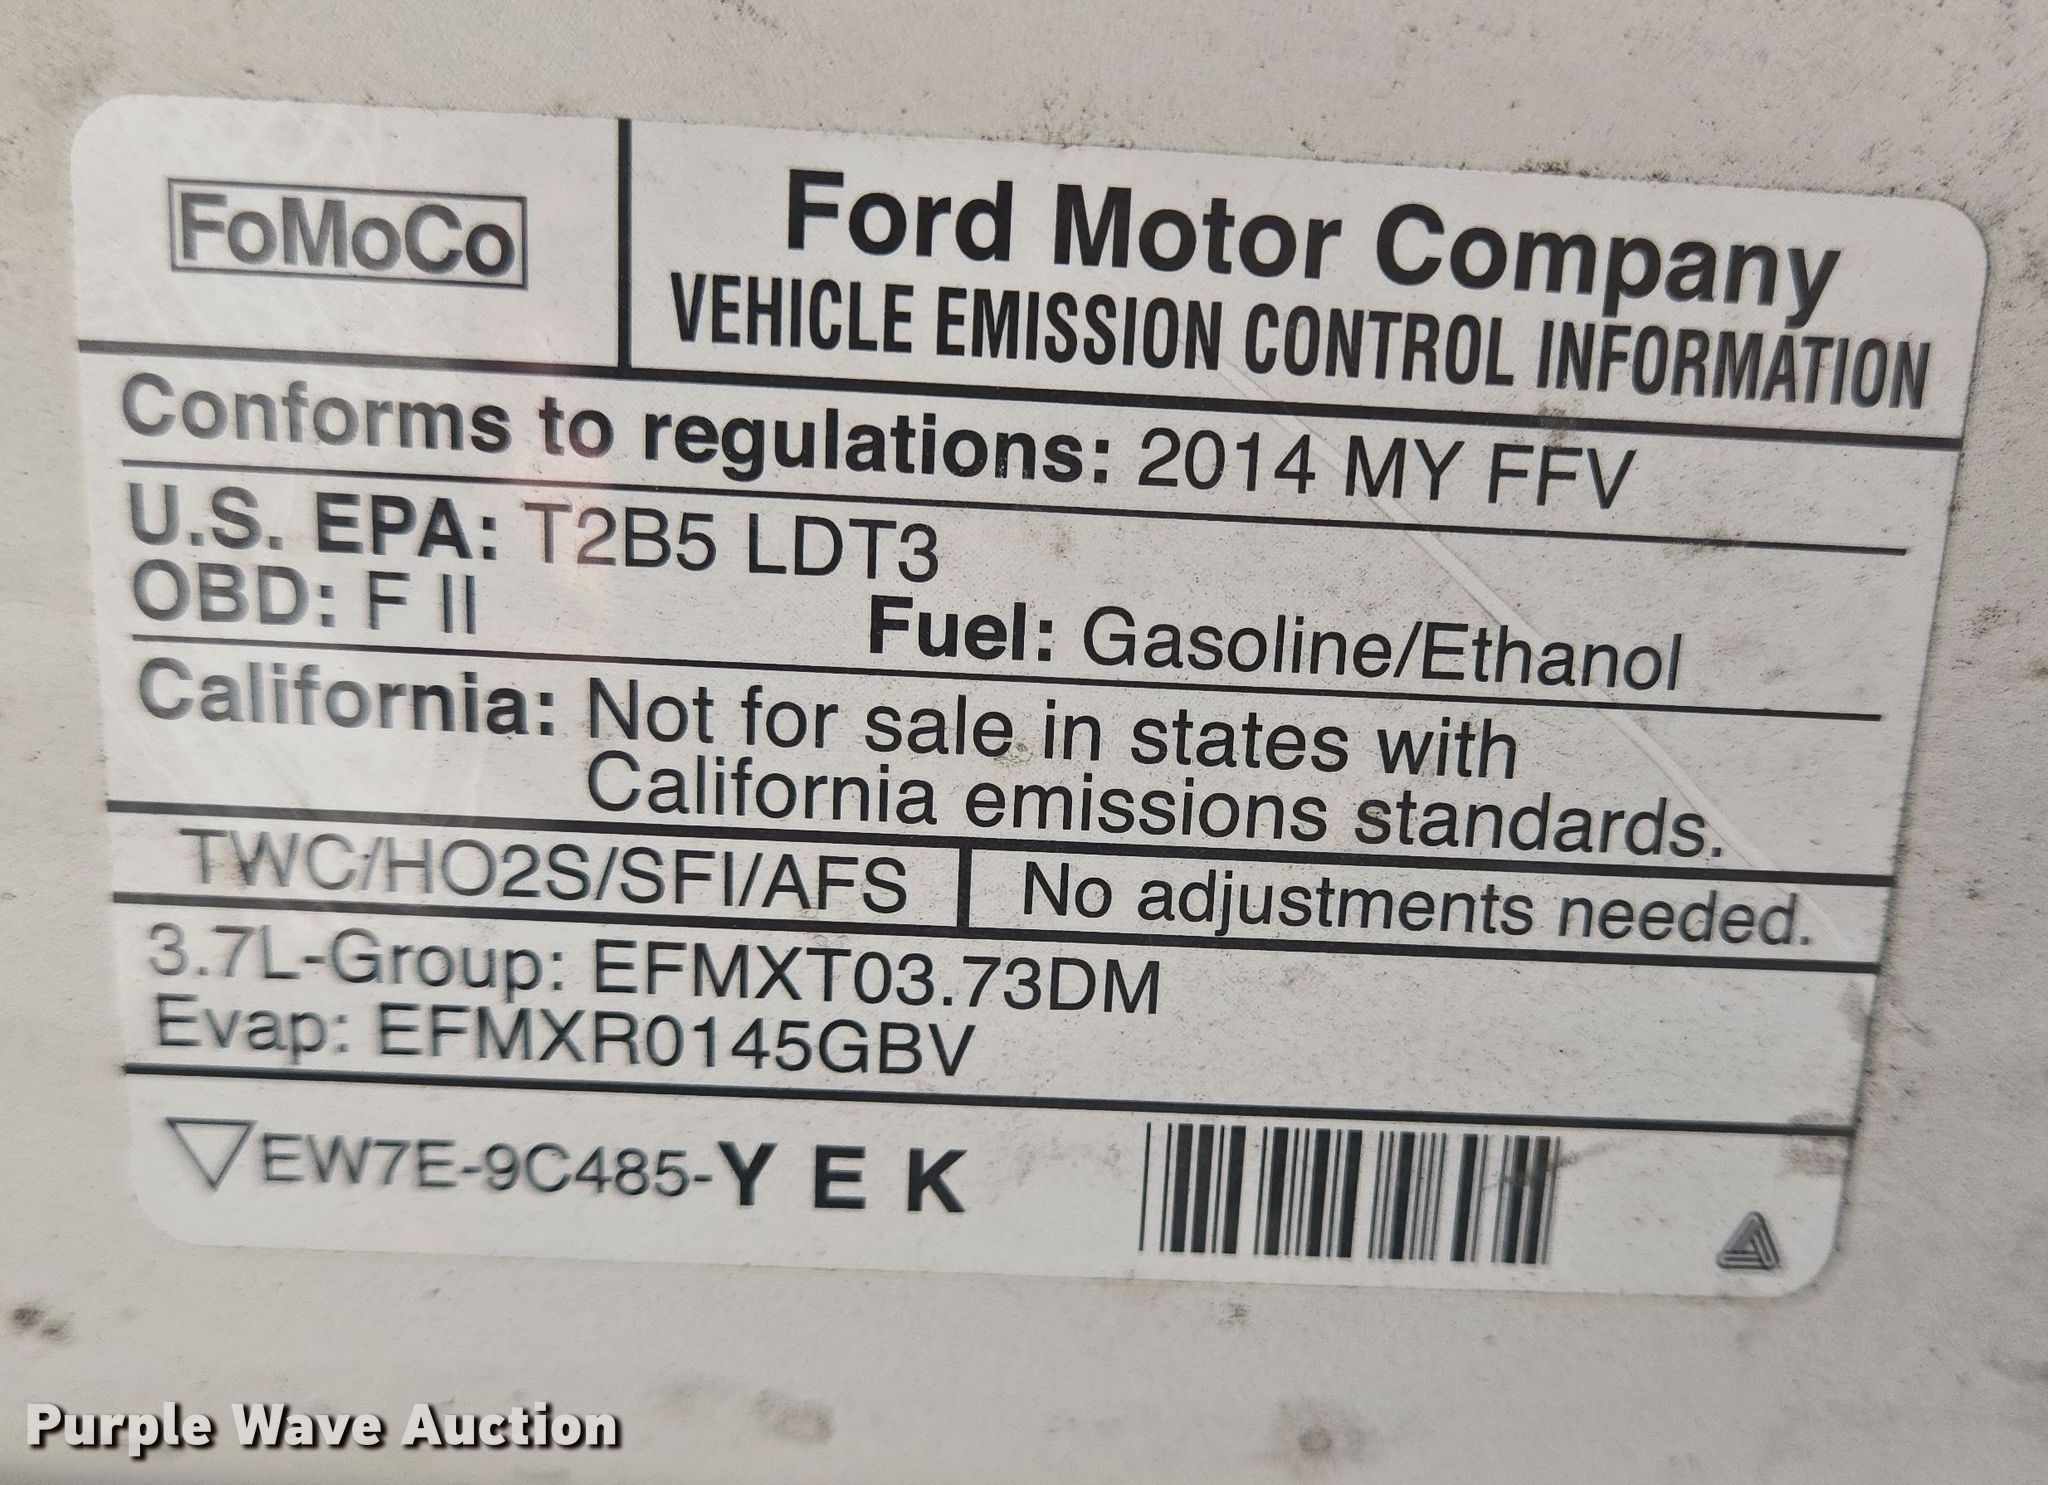 FoMoCo
Ford Motor Company
VEHICLE EMISSION CONTROL INFORMATION
Conforms to regulations: 2014 MY FFV
U.S. EPA: T2B5 LDT3
OBD: F II
Fuel: Gasoline/Ethanol
California: Not for sale in states with
California emissions standards.
TWC/HO2S/SFI/AFS
No adjustments needed.
3.7L-Group: EFMXT03.73DM
Evap: EFMXR0145GBV
EW7E-9C485-Y E K
Purple Wave Auction